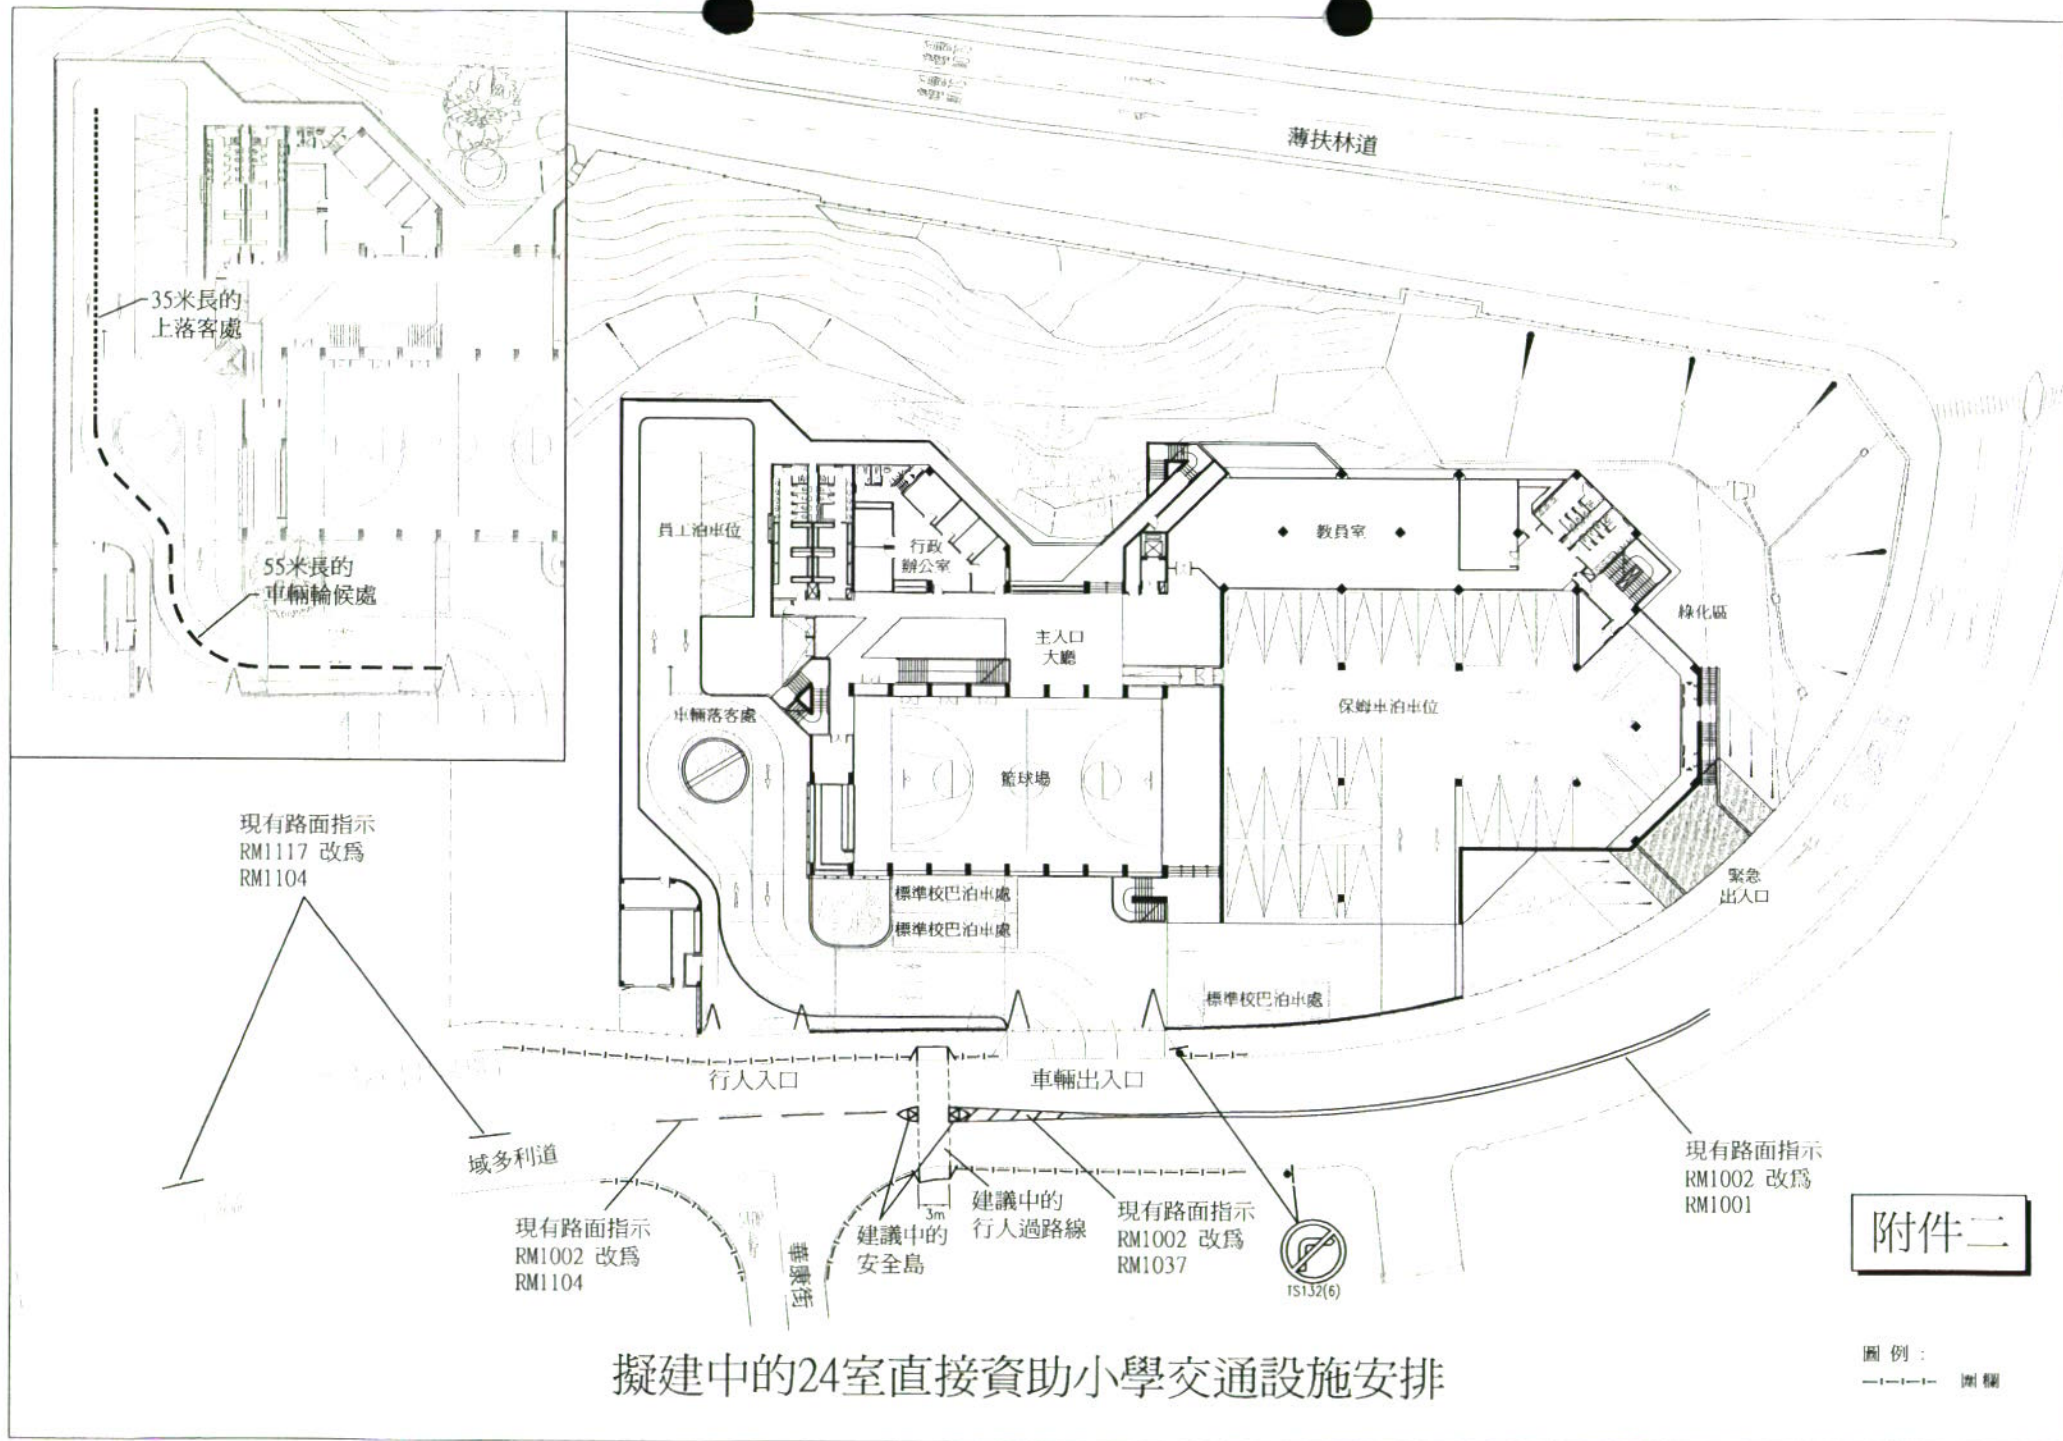 薄扶林道
35米長的
上落客處
55米長的
車輛輪候處
員工泊車位
行政
辦公室
教員室
綠化區
主入口
大廳
車輛落客處
保姆車泊車位
籃球場
標準校巴泊車處
標準校巴泊車處
標準校巴泊車處
緊急
出入口
現有路面指示
RM1117 改爲
RM1104
行人入口
車輛出入口
域多利道
現有路面指示
RM1002 改爲
RM1104
華康街
3m
建議中的
安全島
建議中的
行人過路線
現有路面指示
RM1002 改爲
RM1037
TS132(6)
現有路面指示
RM1002 改爲
RM1001
附件二
擬建中的24室直接資助小學交通設施安排
圖例：